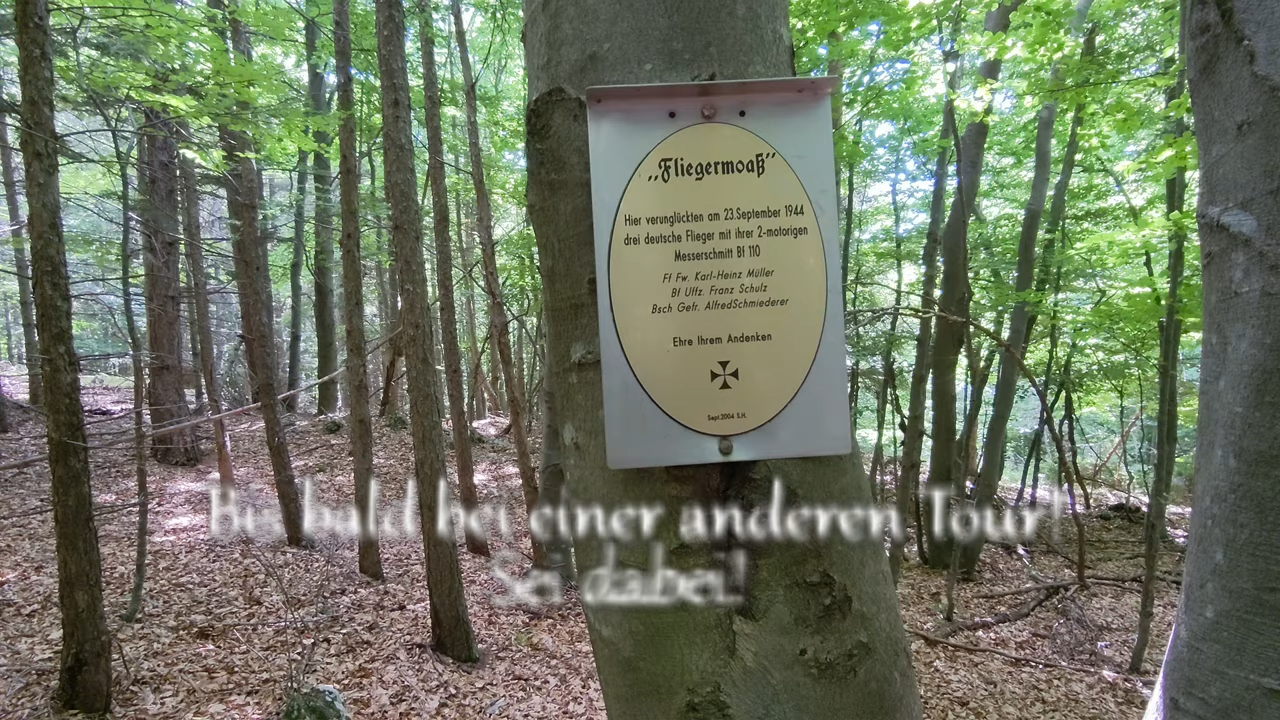 „Fliegermoaß"
Hier verunglückten am 23.September 1944
drei deutsche Flieger mit ihrer 2-motorigen
Messerschmitt Bf 110
Ff Fw. Karl-Heinz Müller
Bf Uffz. Franz Schulz
Bsch Gefr. AlfredSchmiederer
Ehre Ihrem Andenken
Sept.2004 S.H.
Bis bald bei einer anderen Tour!
Sei dabei!